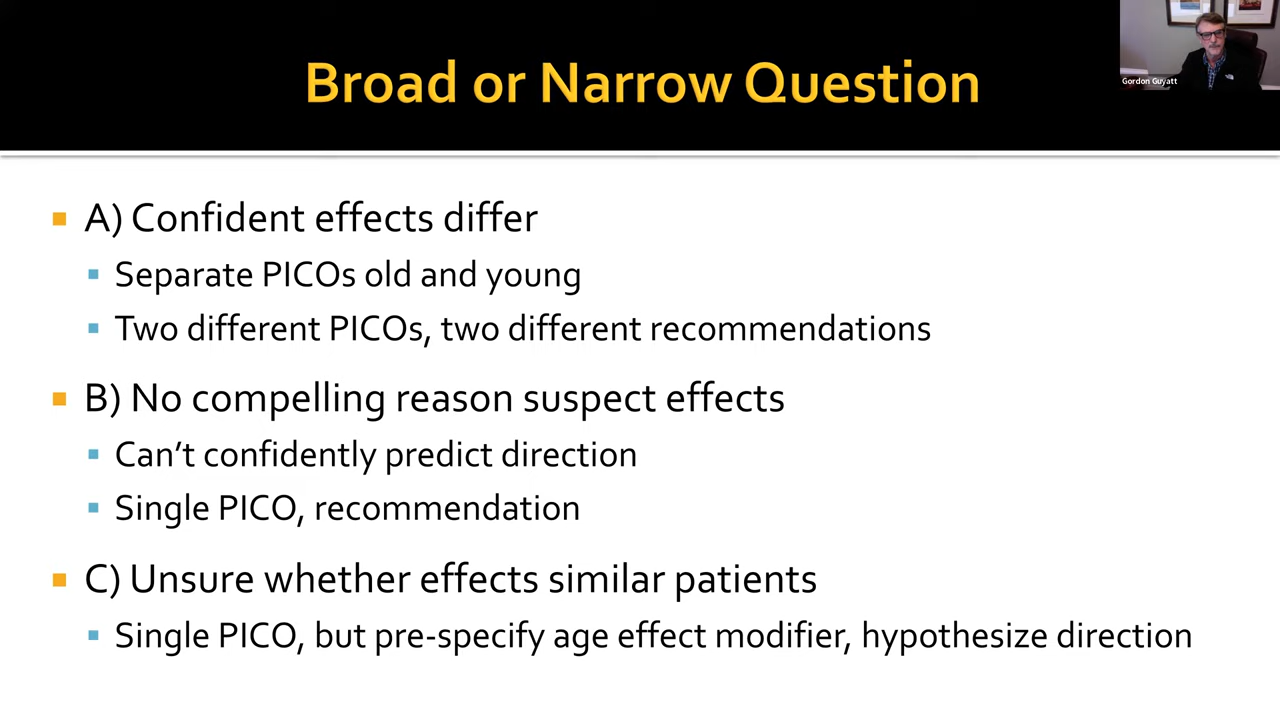 Broad or Narrow Question
Gordon Guyatt
A) Confident effects differ
Separate PICOs old and young
Two different PICOs, two different recommendations
B) No compelling reason suspect effects
Can't confidently predict direction
Single PICO, recommendation
C) Unsure whether effects similar patients
Single PICO, but pre-specify age effect modifier, hypothesize direction